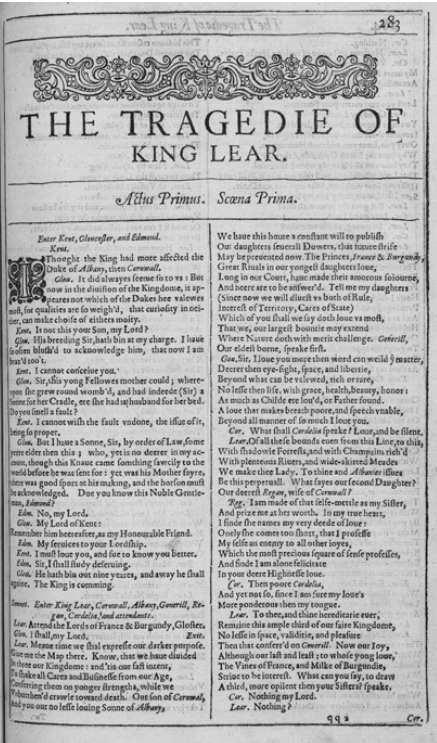 283
THE TRAGEDIE OF
KING LEAR.
Actus Primus. Scœna Prima.
Enter Kent, Gloucester, and Edmond.
Kent.
I Thought the King had more affected the
Duke of Albany, then Cornwall.
Glou. It did alwayes seeme so to vs: But
now in the diuision of the Kingdome, it ap-
peares not which of the Dukes hee valewes
most, for qualities are so weigh'd, that curiosity in nei-
ther, can make choise of eithers moity.
Kent. Is not this your Son, my Lord?
Glou. His breeding Sir, hath bin at my charge. I haue
so often blush'd to acknowledge him, that now I am
braz'd too't.
Kent. I cannot conceiue you.
Glou. Sir, this yong Fellowes mother could; where-
vpon she grew round womb'd, and had indeede (Sir) a
Sonne for her Cradle, ere she had a husband for her bed.
Do you smell a fault?
Kent. I cannot wish the fault vndone, the issue of it,
being so proper.
Glou. But I haue a Sonne, Sir, by order of Law, some
yeere elder then this; who, yet is no deerer in my ac-
count, though this Knaue came somthing sawcily to the
world before he was sent for: yet was his Mother fayre,
there was good sport at his making, and the horson must
be acknowledged. Doe you know this Noble Gentle-
man, Edmond?
Edm. No, my Lord.
Glou. My Lord of Kent:
Remember him heereafter, as my Honourable Friend.
Edm. My seruices to your Lordship.
Kent. I must loue you, and sue to know you better.
Edm. Sir, I shall study deseruing.
Glou. He hath bin out nine yeares, and away he shall
againe. The King is comming.
Sennet. Enter King Lear, Cornwall, Albany, Gonerill, Re-
gan, Cordelia, and attendants.
Lear. Attend the Lords of France & Burgundy, Gloster.
Glou. I shall, my Lord. Exit.
Lear. Meane time we shal expresse our darker purpose.
Giue me the Map there. Know, that we haue diuided
In three our Kingdome: and 'tis our fast intent,
To shake all Cares and Businesse from our Age,
Conferring them on yonger strengths, while we
Vnburthen'd crawle toward death. Our son of Cornwal,
And you our no lesse louing Sonne of Albany,
We haue this houre a constant will to publish
Our daughters seuerall Dowers, that future strife
May be preuented now. The Princes, France & Burgundy,
Great Riuals in our yongest daughters loue,
Long in our Court, haue made their amorous soiourne,
And heere are to be answer'd. Tell me my daughters
(Since now we will diuest vs both of Rule,
Interest of Territory, Cares of State)
Which of you shall we say doth loue vs most,
That we, our largest bountie may extend
Where Nature doth with merit challenge. Gonerill,
Our eldest borne, speake first.
Gon. Sir, I loue you more then word can weild ye matter,
Deerer then eye-sight, space, and libertie,
Beyond what can be valewed, rich or rare,
No lesse then life, with grace, health, beauty, honor:
As much as Childe ere lou'd, or Father found.
A loue that makes breath poore, and speech vnable,
Beyond all manner of so much I loue you.
Cor. What shall Cordelia speake? Loue, and be silent.
Lear. Of all these bounds euen from this Line, to this,
With shadowie Forrests, and with Champains rich'd
With plenteous Riuers, and wide-skirted Meades
We make thee Lady. To thine and Albanies issues
Be this perpetuall. What sayes our second Daughter?
Our deerest Regan, wife of Cornwall?
Reg. I am made of that selfe-mettle as my Sister,
And prize me at her worth. In my true heart,
I finde she names my very deede of loue:
Onely she comes too short, that I professe
My selfe an enemy to all other ioyes,
Which the most precious square of sense professes,
And finde I am alone felicitate
In your deere Highnesse loue.
Cor. Then poore Cordelia,
And yet not so, since I am sure my loue's
More ponderous then my tongue.
Lear. To thee, and thine hereditarie euer,
Remaine this ample third of our faire Kingdome,
No lesse in space, validitie, and pleasure
Then that conferr'd on Gonerill. Now our Ioy,
Although our last and least; to whose yong loue,
The Vines of France, and Milke of Burgundie,
Striue to be interest. What can you say, to draw
A third, more opilent then your Sisters? speake.
Cor. Nothing my Lord.
Lear. Nothing?
qq2
Cor.